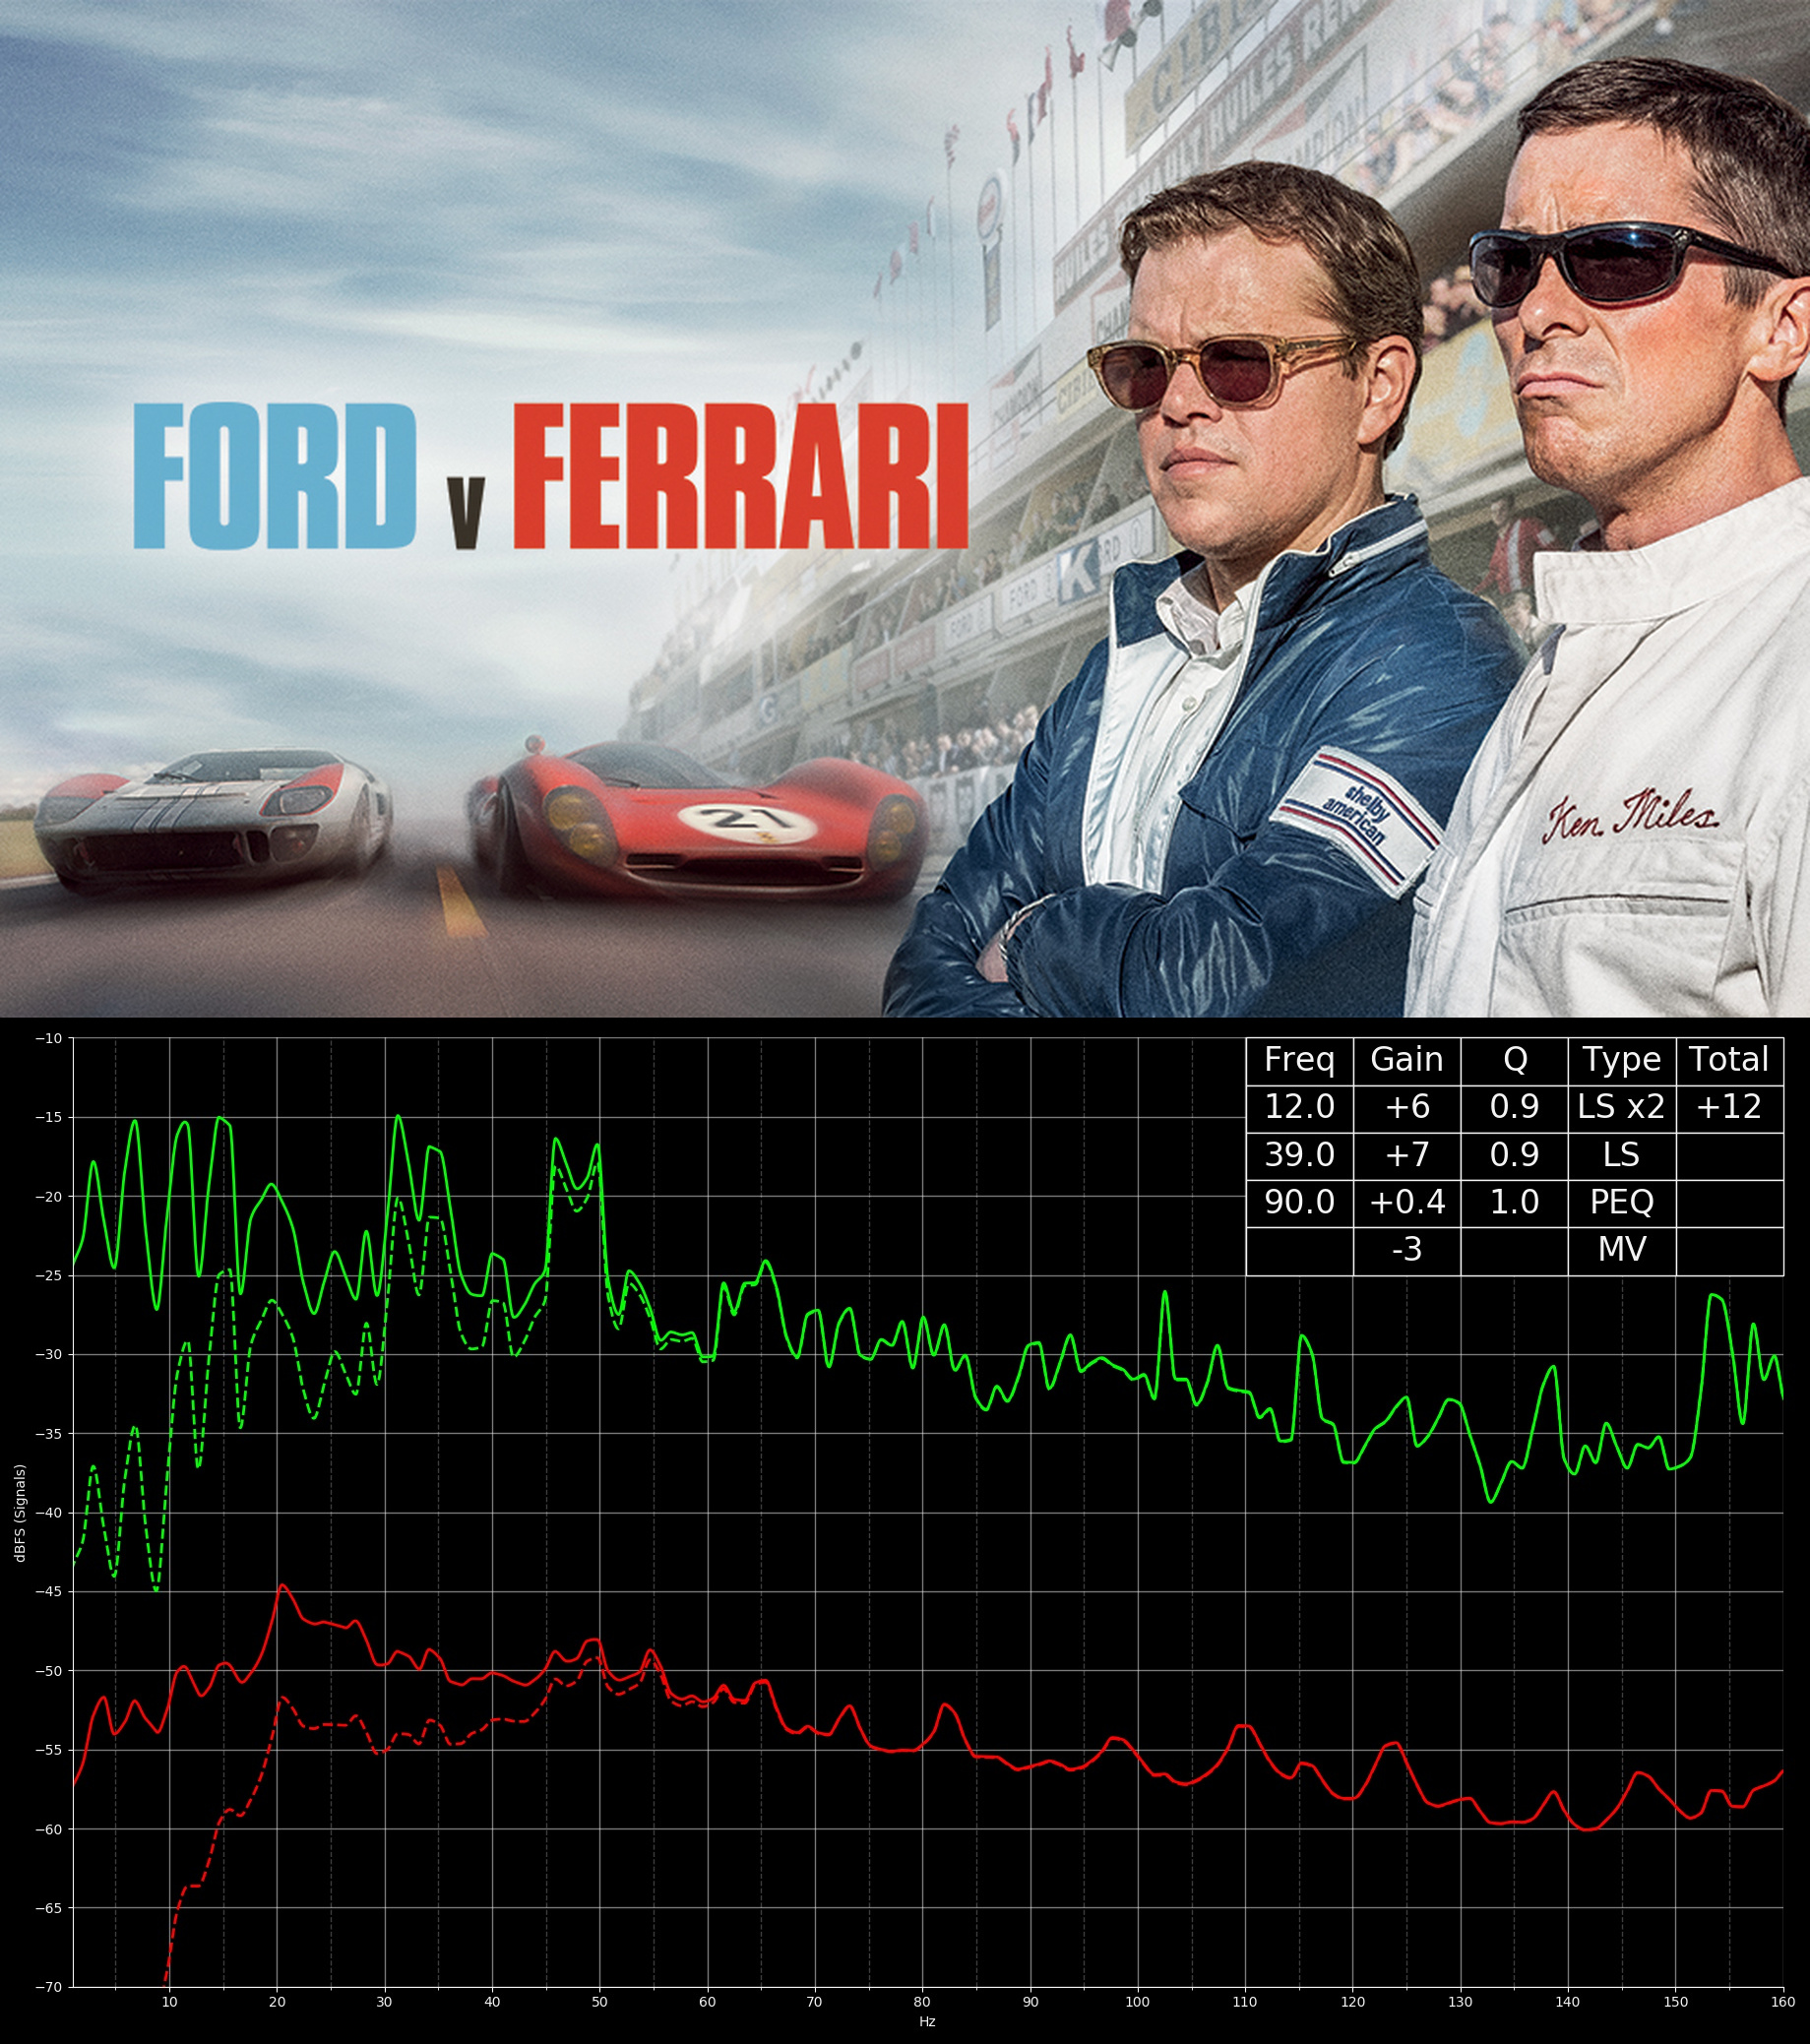 CIBIE
CHAMPION
FORD v FERRARI
FORD
K
G
21
shelby
american
Ken Miles
Freq Gain Q Type Total
12.0 +6 0.9 LS x2 +12
39.0 +7 0.9 LS
90.0 +0.4 1.0 PEQ
-3 MV
−10
−15
−20
−25
−30
−35
−40
−45
−50
−55
−60
−65
−70
dBFS (Signals)
10 20 30 40 50 60 70 80 90 100 110 120 130 140 150 160
Hz